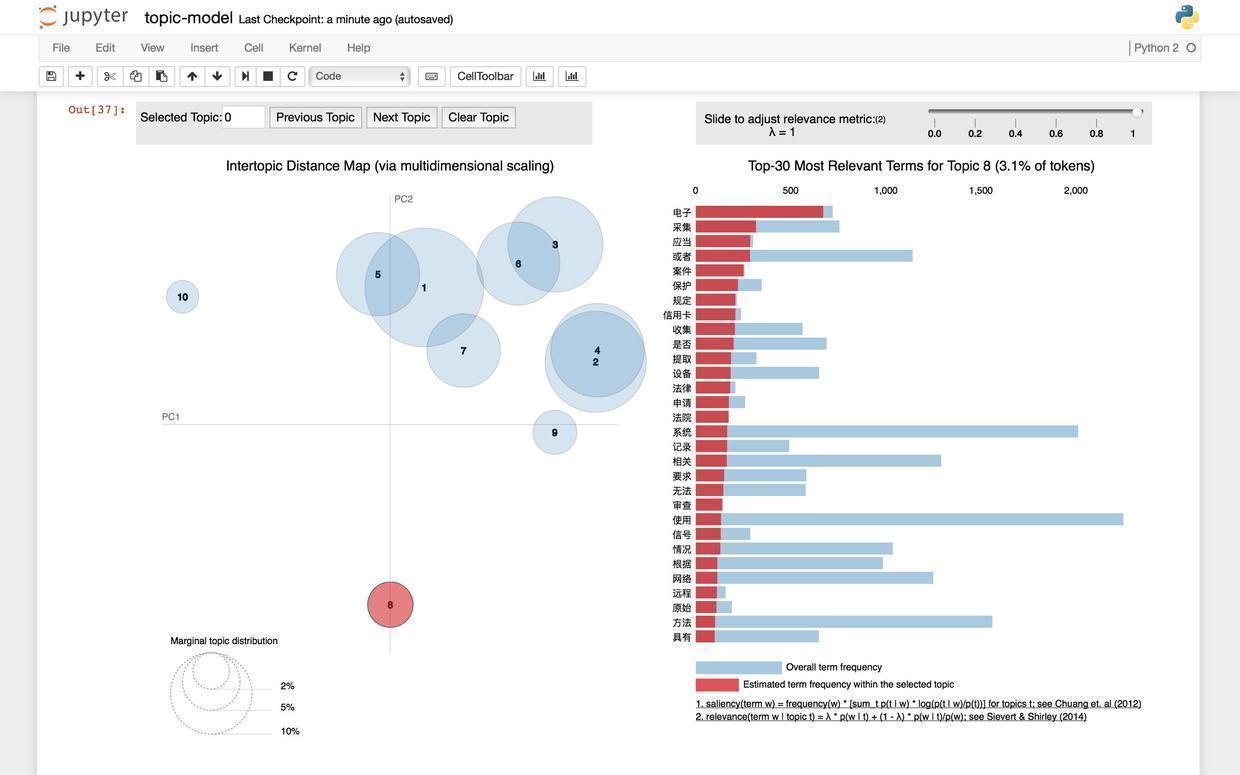 jupyter topic-model Last Checkpoint: a minute ago (autosaved)
File Edit View Insert Cell Kernel Help Python 2
Code CellToolbar
Out[37]: Selected Topic: 0 Previous Topic Next Topic Clear Topic
Slide to adjust relevance metric:(2)
λ = 1
0.0 0.2 0.4 0.6 0.8 1
Intertopic Distance Map (via multidimensional scaling)
PC2
3
6
5
1
10
7
4
2
PC1
9
8
Marginal topic distribution
2%
5%
10%
Top-30 Most Relevant Terms for Topic 8 (3.1% of tokens)
0 500 1,000 1,500 2,000
电子
采集
应当
或者
案件
保护
规定
信用卡
收集
是否
提取
设备
法律
申请
法院
系统
记录
相关
要求
无法
审查
使用
信号
情况
根据
网络
远程
原始
方法
具有
Overall term frequency
Estimated term frequency within the selected topic
1. saliency(term w) = frequency(w) * [sum_t p(t | w) * log(p(t | w)/p(t))] for topics t; see Chuang et. al (2012)
2. relevance(term w | topic t) = λ * p(w | t) + (1 - λ) * p(w | t)/p(w); see Sievert & Shirley (2014)